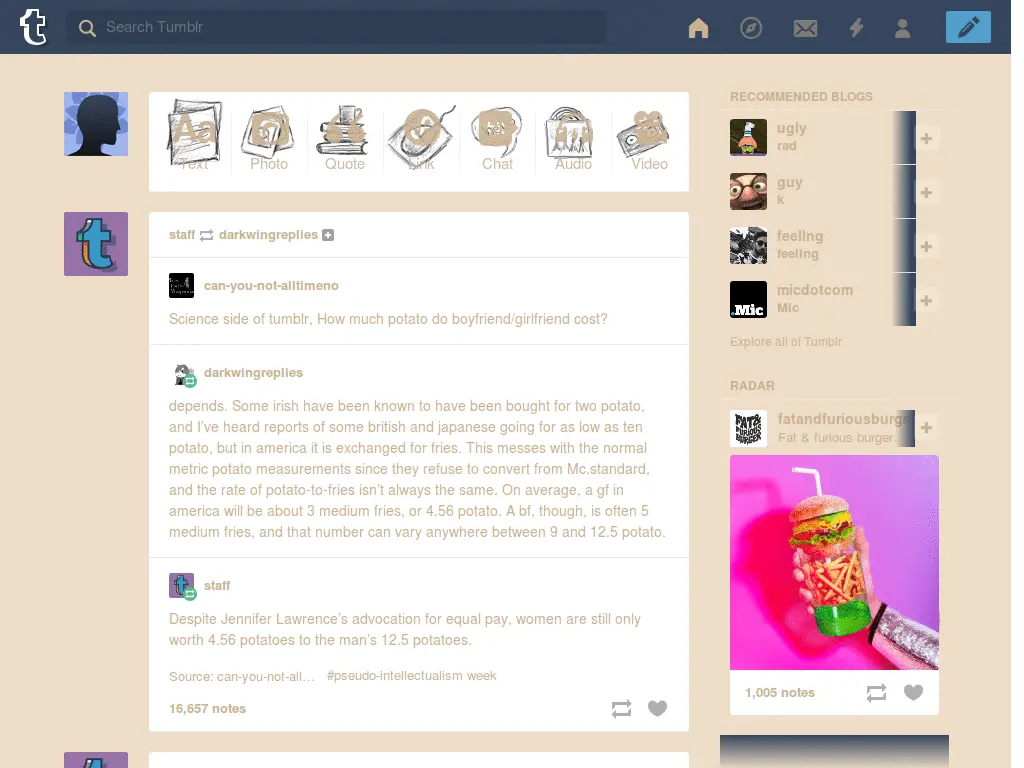 Search Tumblr
Aa
Text
Photo
Quote
Link
Chat
Audio
Video
staff darkwingreplies
can-you-not-alltimeno
Science side of tumblr, How much potato do boyfriend/girlfriend cost?
darkwingreplies
depends. Some irish have been known to have been bought for two potato,
and I’ve heard reports of some british and japanese going for as low as ten
potato, but in america it is exchanged for fries. This messes with the normal
metric potato measurements since they refuse to convert from Mc.standard,
and the rate of potato-to-fries isn’t always the same. On average, a gf in
america will be about 3 medium fries, or 4.56 potato. A bf, though, is often 5
medium fries, and that number can vary anywhere between 9 and 12.5 potato.
staff
Despite Jennifer Lawrence’s advocation for equal pay, women are still only
worth 4.56 potatoes to the man’s 12.5 potatoes.
Source: can-you-not-all… #pseudo-intellectualism week
16,657 notes
RECOMMENDED BLOGS
ugly
rad
guy
k
feeling
feeling
.Mic
micdotcom
Mic
Explore all of Tumblr
RADAR
FAT& FURIOUS BURGER
fatandfuriousburge
Fat & furious burger.
1,005 notes